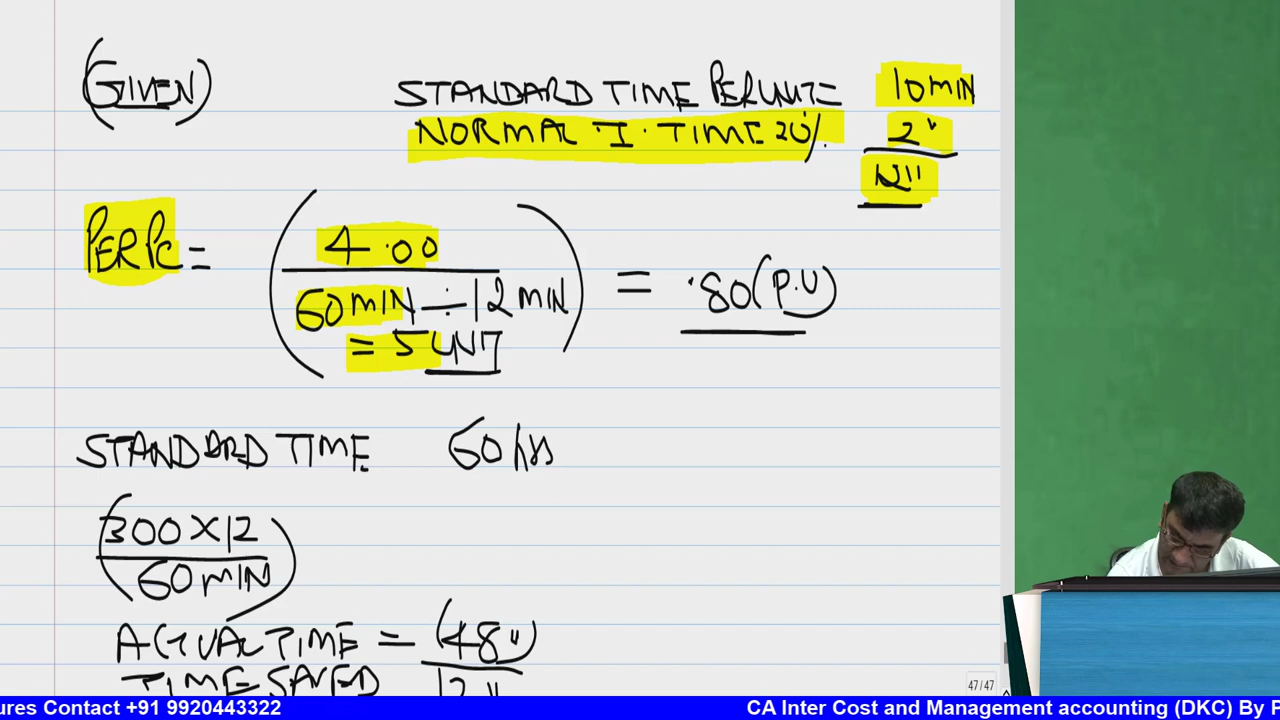 (GIVEN)
STANDARD TIME PER UNIT = 10 MIN
NORMAL I. TIME 20% 2"
12"
PER PC = ( 4.00
60 MIN ÷ 12 MIN
= 5 UNIT ) = .80 (P.U)
STANDARD TIME 60 hrs
(300 X 12
60 MIN)
ACTUAL TIME = (48")
TIME SAVED 12"
47/47
ures Contact +91 9920443322 CA Inter Cost and Management accounting (DKC) By P